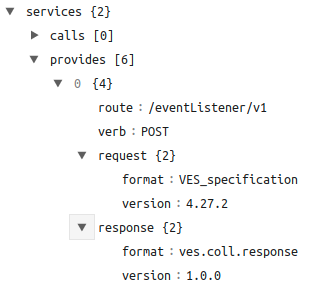 services {2}
calls [0]
provides [6]
0 {4}
route : /eventListener/v1
verb : POST
request {2}
format : VES_specification
version : 4.27.2
response {2}
format : ves.coll.response
version : 1.0.0